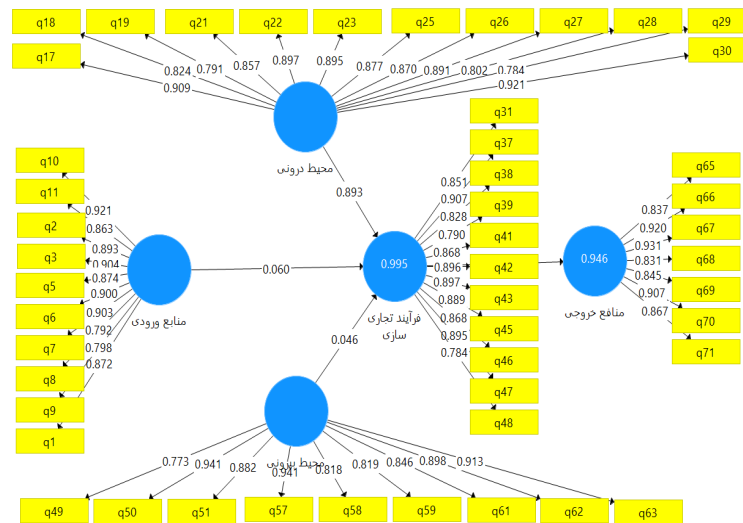 q18
q19
q21
q22
q23
q25
q26
q27
q28
q29
q17
q30
0.824
0.791
0.857
0.897
0.895
0.877
0.870
0.891
0.802
0.784
0.909
0.921
محیط درونی
q31
q37
q38
q39
q41
q42
q43
q45
q46
q47
q48
0.851
0.907
0.828
0.790
0.868
0.896
0.897
0.889
0.868
0.895
0.784
q10
q11
q2
q3
q5
q6
q7
q8
q9
q1
0.921
0.863
0.893
0.904
0.874
0.900
0.903
0.792
0.798
0.872
منابع ورودی
0.893
0.060
0.046
0.995
فرآیند تجاری
سازی
0.946
منافع خروجی
q65
q66
q67
q68
q69
q70
q71
0.837
0.920
0.931
0.831
0.845
0.907
0.867
محیط بیرونی
0.773
0.941
0.882
0.941
0.818
0.819
0.846
0.898
0.913
q49
q50
q51
q57
q58
q59
q61
q62
q63